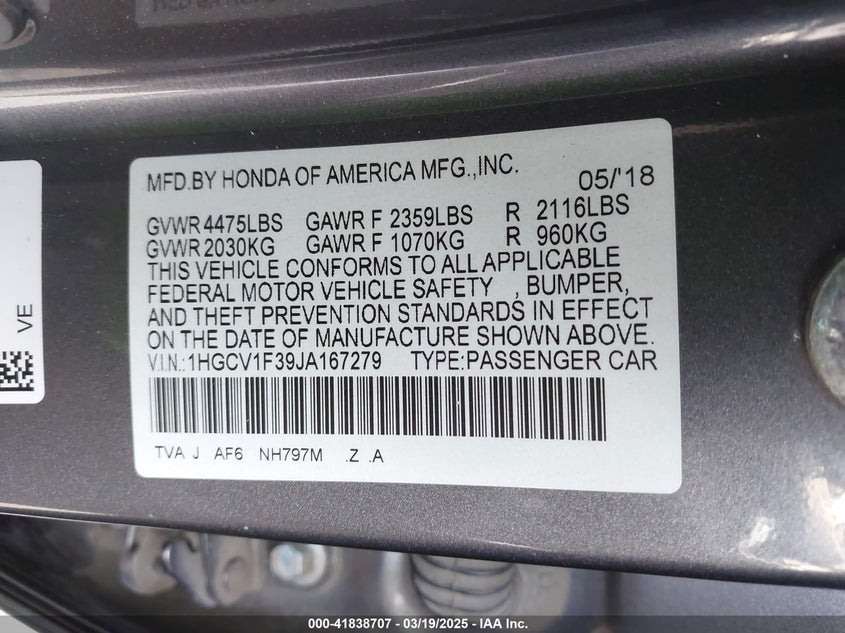 MFD.BY HONDA OF AMERICA MFG.,INC. 05/'18
GVWR 4475LBS GAWR F 2359LBS R 2116LBS
GVWR 2030KG GAWR F 1070KG R 960KG
THIS VEHICLE CONFORMS TO ALL APPLICABLE
FEDERAL MOTOR VEHICLE SAFETY , BUMPER,
AND THEFT PREVENTION STANDARDS IN EFFECT
ON THE DATE OF MANUFACTURE SHOWN ABOVE.
V.I.N.:1HGCV1F39JA167279 TYPE:PASSENGER CAR
TVA J AF6 NH797M .Z .A
VE
000-41838707 - 03/19/2025 - IAA Inc.